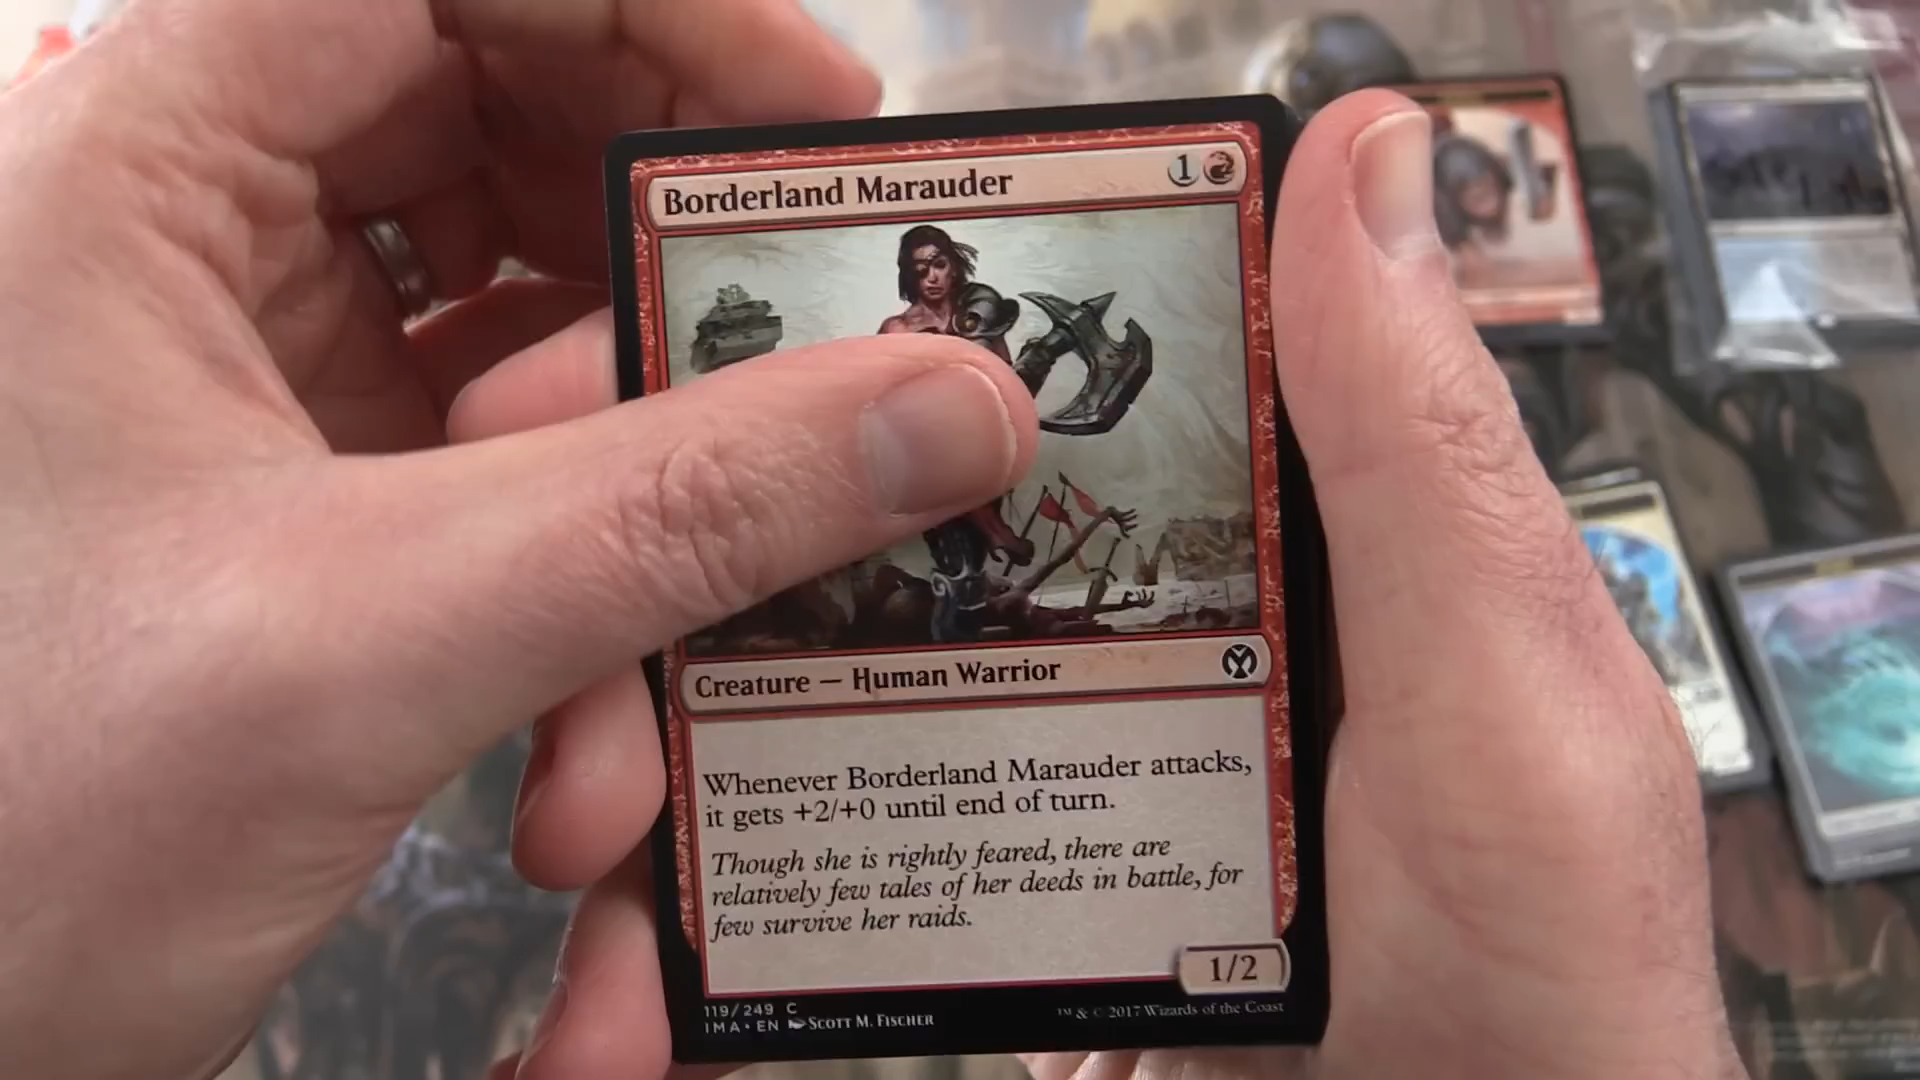 Borderland Marauder
1
Creature — Human Warrior
Whenever Borderland Marauder attacks,
it gets +2/+0 until end of turn.
Though she is rightly feared, there are
relatively few tales of her deeds in battle, for
few survive her raids.
1/2
119/249 C
IMA • EN Scott M. Fischer
™ & © 2017 Wizards of the Coast